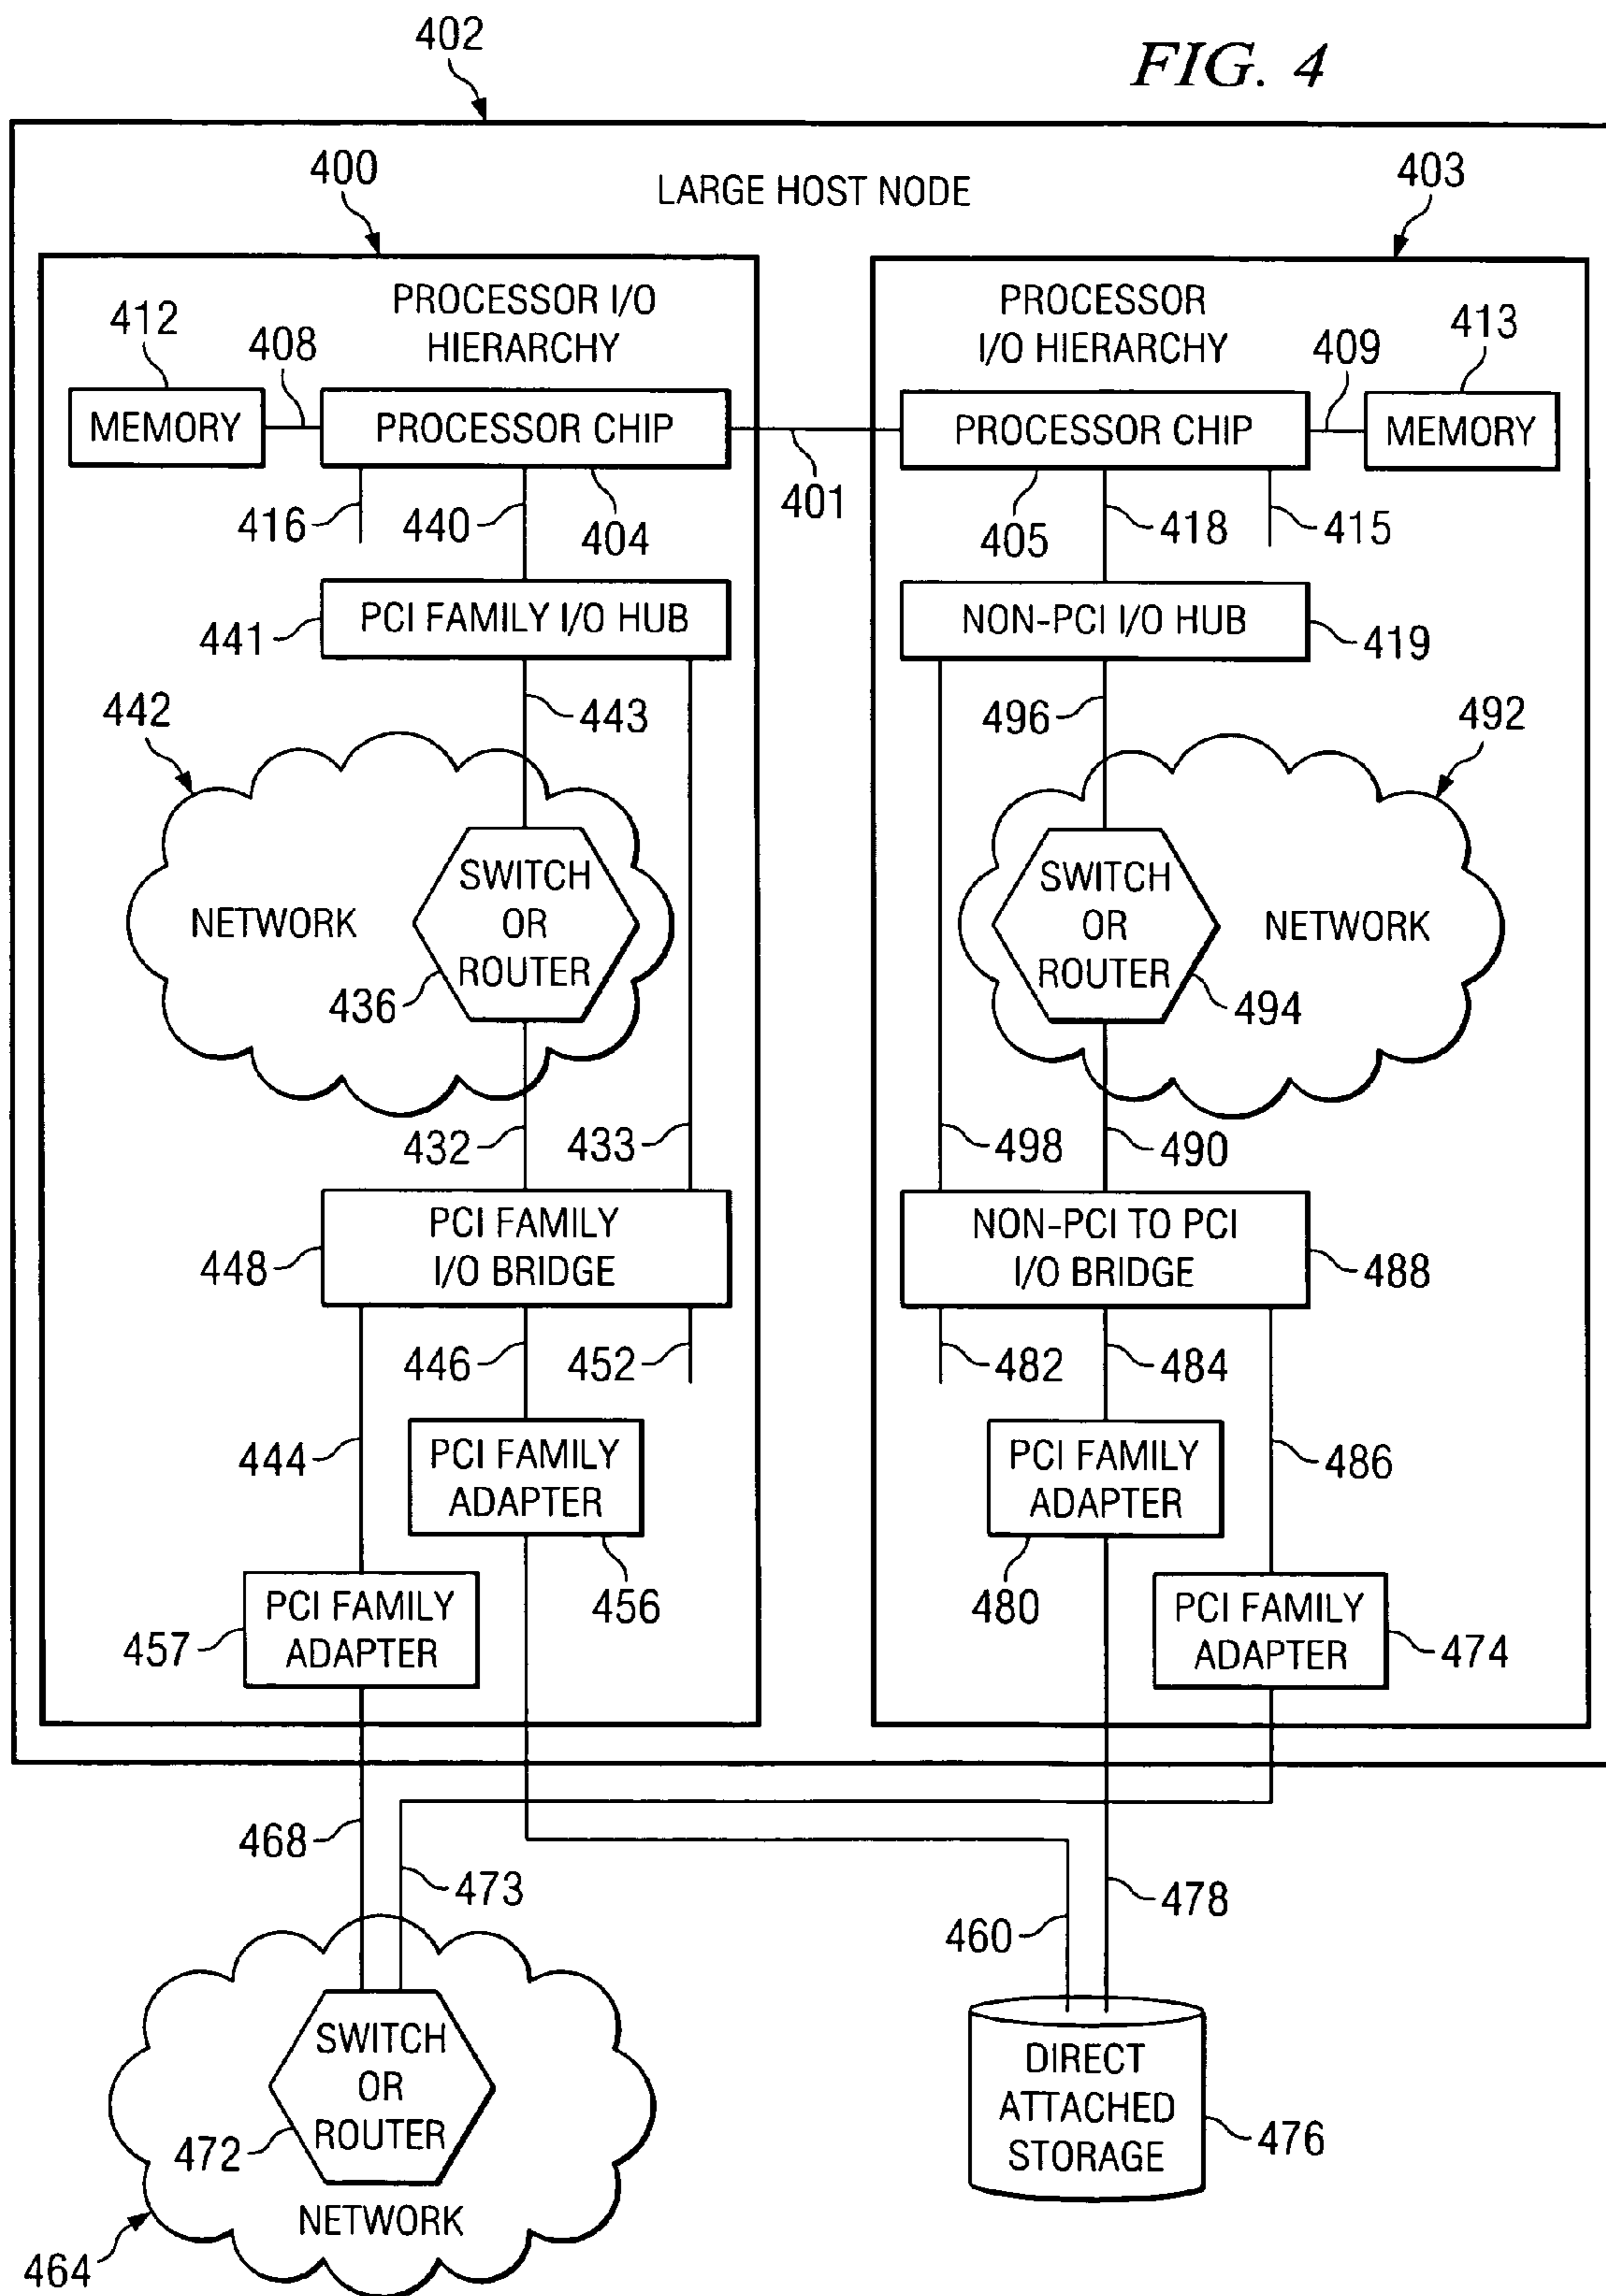 402
FIG. 4
400
LARGE HOST NODE
403
PROCESSOR I/O
HIERARCHY
PROCESSOR
I/O HIERARCHY
412
408
409
413
MEMORY
PROCESSOR CHIP
PROCESSOR CHIP
MEMORY
401
416
440
404
405
418
415
441
PCI FAMILY I/O HUB
NON-PCI I/O HUB
419
442
443
496
492
NETWORK
SWITCH
OR
ROUTER
436
SWITCH
OR
ROUTER
494
NETWORK
432
433
498
490
448
PCI FAMILY
I/O BRIDGE
NON-PCI TO PCI
I/O BRIDGE
488
446
452
482
484
444
PCI FAMILY
ADAPTER
456
PCI FAMILY
ADAPTER
480
486
457
PCI FAMILY
ADAPTER
PCI FAMILY
ADAPTER
474
468
473
460
478
SWITCH
OR
ROUTER
472
NETWORK
464
DIRECT
ATTACHED
STORAGE
476